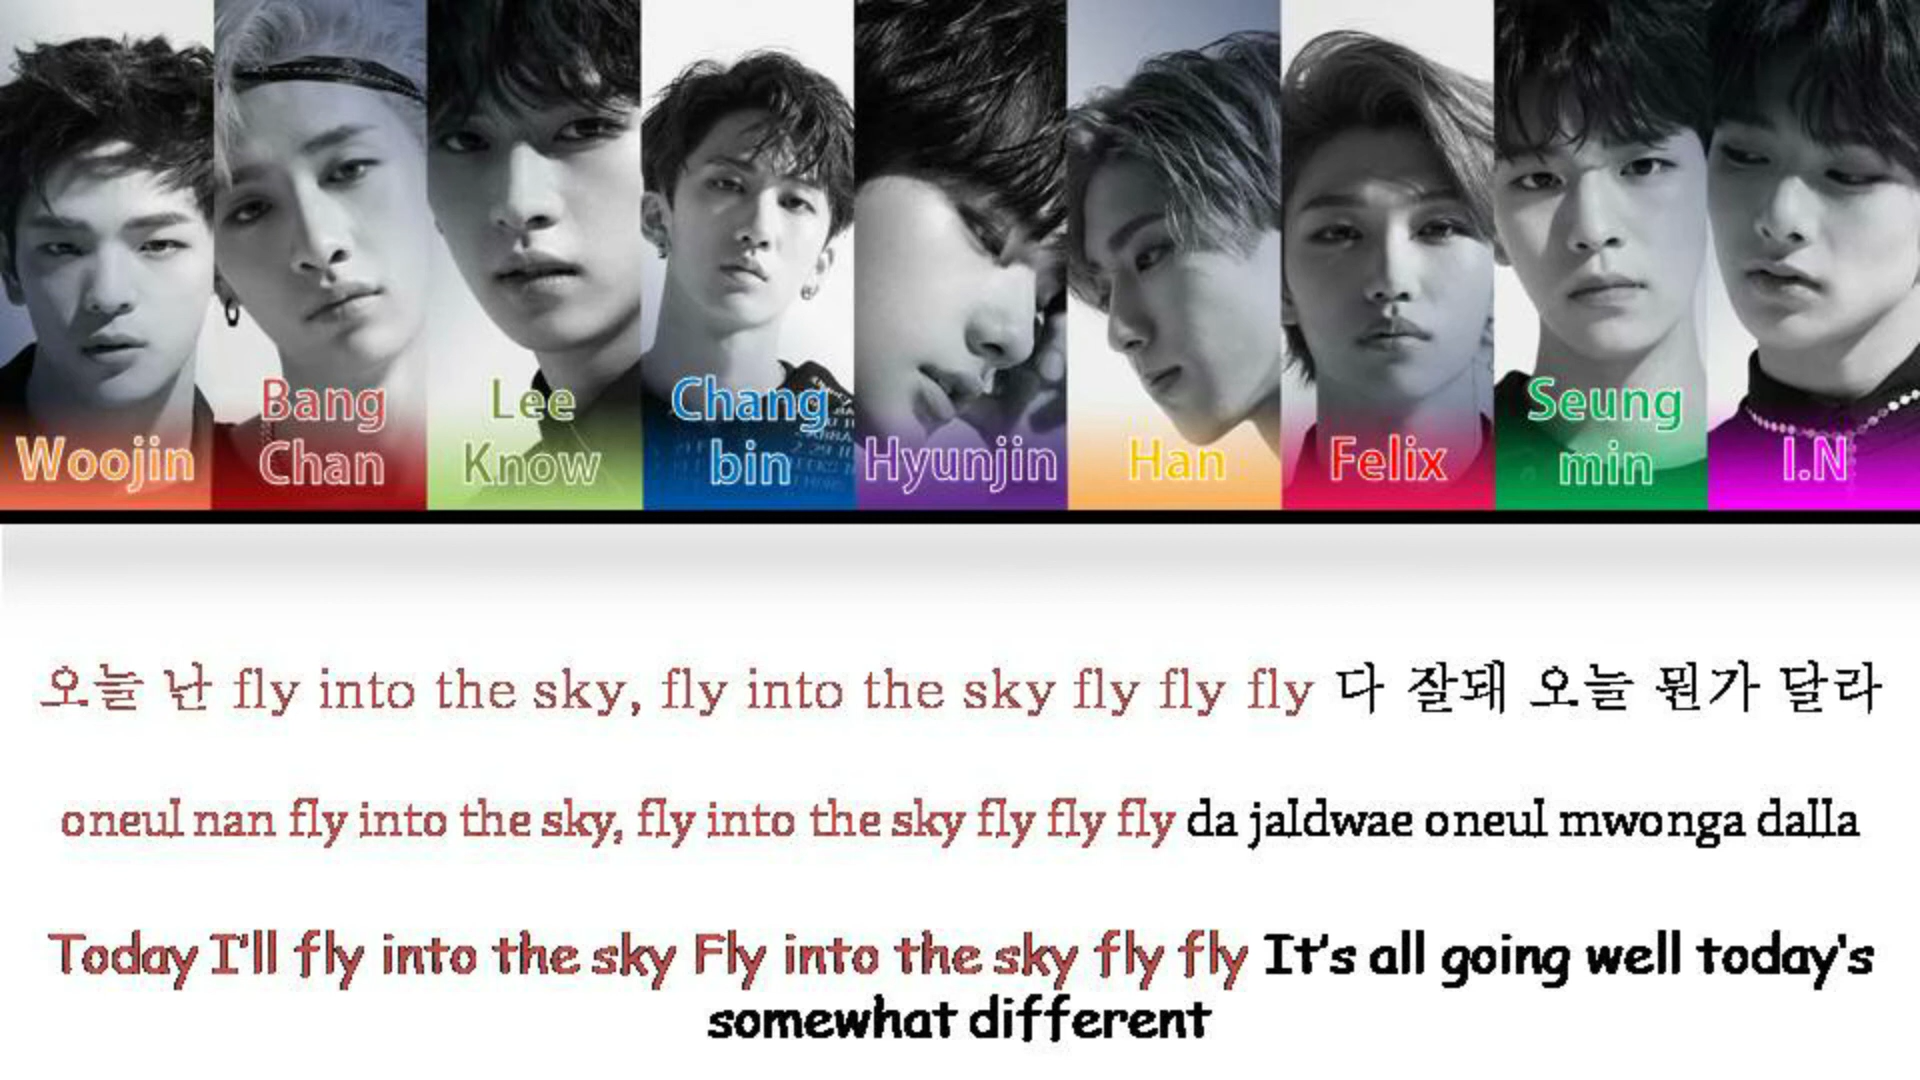 Woojin
Bang
Chan
Lee
Know
Chang
bin
Hyunjin
Han
Felix
Seung
min
I.N
오늘 난 fly into the sky, fly into the sky fly fly fly 다 잘돼 오늘 뭔가 달라
oneul nan fly into the sky, fly into the sky fly fly fly da jaldwae oneul mwonga dalla
Today I'll fly into the sky Fly into the sky fly fly It's all going well today's
somewhat different